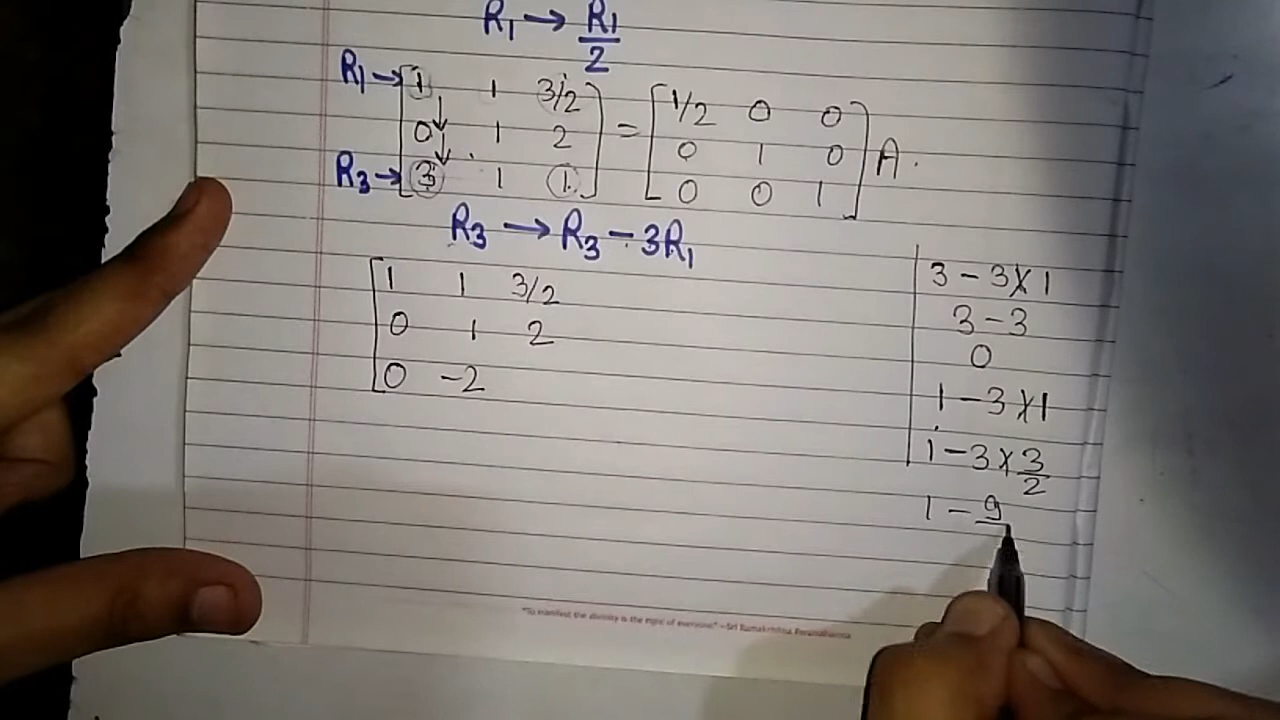 R1 → R1/2
R1 → [1 1 3/2] = [1/2 0 0]
[0 1 2] [0 1 0] A.
R3 → [3 1 1] [0 0 1]
R3 → R3 - 3R1
[1 1 3/2
0 1 2
0 -2
3 - 3×1
3 - 3
0
1 - 3×1
1 - 3×3/2
1 - 9